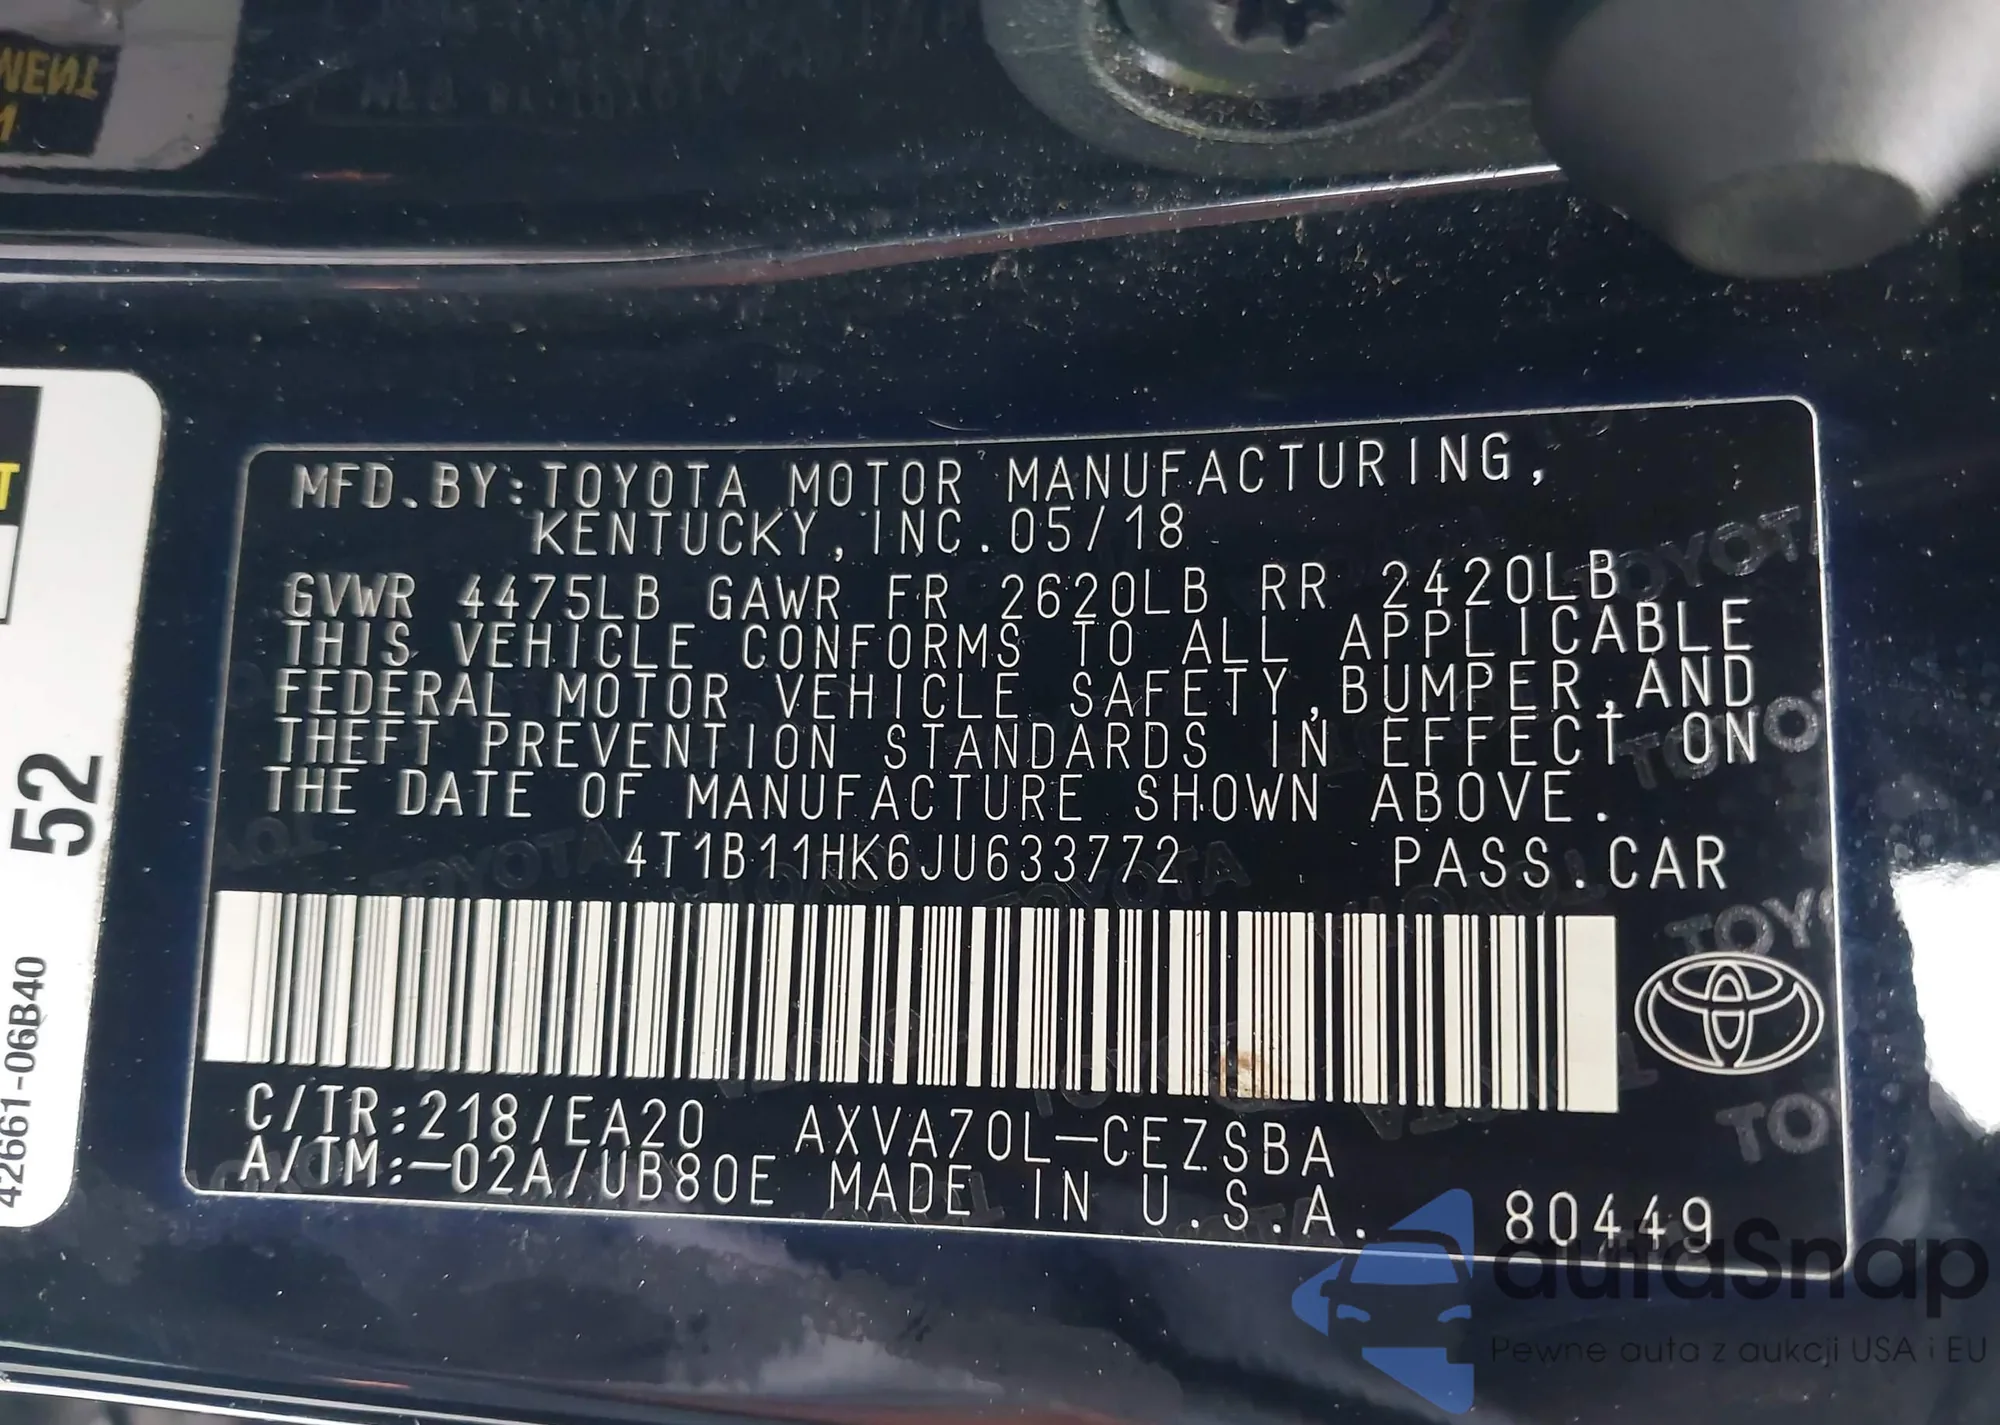 MFD.BY:TOYOTA MOTOR MANUFACTURING,
KENTUCKY,INC.05/18
GVWR 4475LB GAWR FR 2620LB RR 2420LB
THIS VEHICLE CONFORMS TO ALL APPLICABLE
FEDERAL MOTOR VEHICLE SAFETY,BUMPER,AND
THEFT PREVENTION STANDARDS IN EFFECT ON
THE DATE OF MANUFACTURE SHOWN ABOVE.
4T1B11HK6JU633772 PASS.CAR
C/TR:218/EA20 AXVA70L-CEZSBA
A/TM:-02A/UB80E MADE IN U.S.A. 80449
52
42661-06B40
autaSnap
Pewne auta z aukcji USA i EU